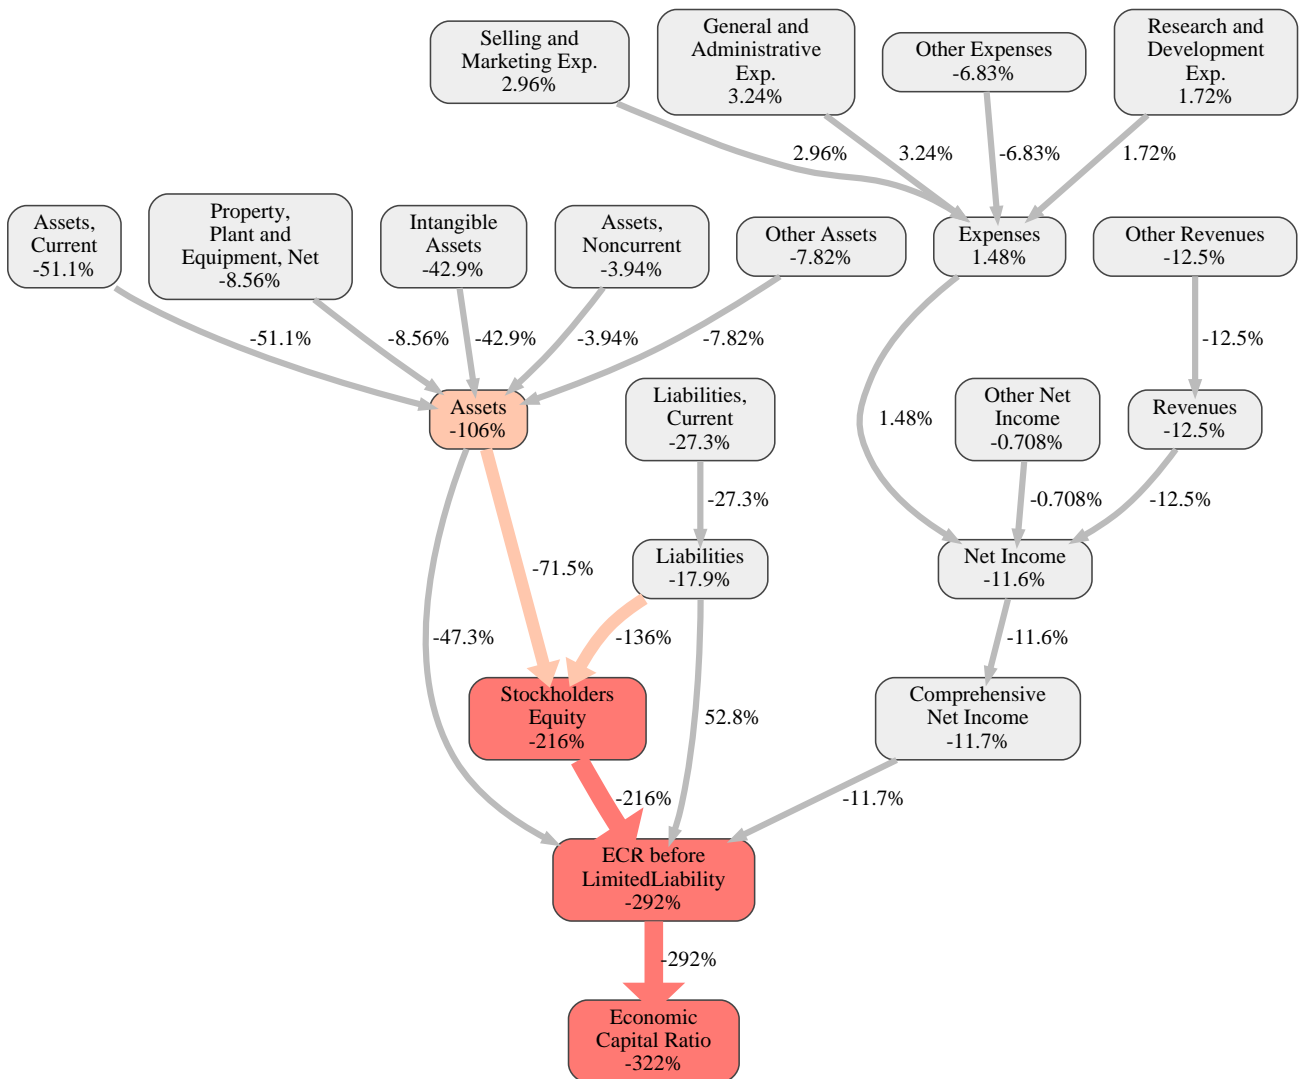 Selling and
Marketing Exp.
2.96%
General and
Administrative
Exp.
3.24%
Other Expenses
-6.83%
Research and
Development
Exp.
1.72%
2.96%
3.24%
-6.83%
1.72%
Assets,
Current
-51.1%
Property,
Plant and
Equipment, Net
-8.56%
Intangible
Assets
-42.9%
Assets,
Noncurrent
-3.94%
Other Assets
-7.82%
Expenses
1.48%
Other Revenues
-12.5%
-51.1%
-8.56%
-42.9%
-3.94%
-7.82%
-12.5%
Assets
-106%
Liabilities,
Current
-27.3%
1.48%
Other Net
Income
-0.708%
Revenues
-12.5%
-27.3%
-0.708%
-12.5%
Liabilities
-17.9%
Net Income
-11.6%
-71.5%
-47.3%
-136%
-11.6%
Stockholders
Equity
-216%
52.8%
Comprehensive
Net Income
-11.7%
-216%
-11.7%
ECR before
LimitedLiability
-292%
-292%
Economic
Capital Ratio
-322%